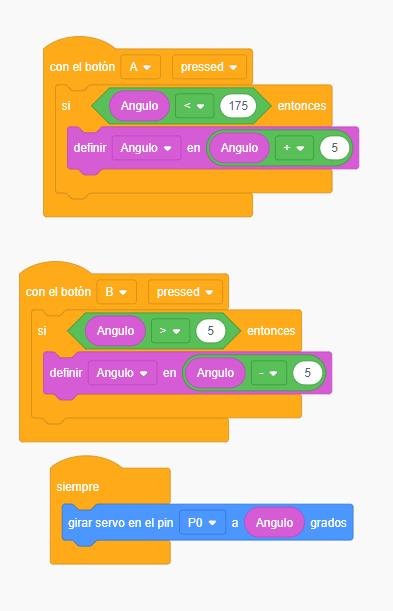 con el botón A pressed
si Angulo < 175 entonces
definir Angulo en Angulo + 5
con el botón B pressed
si Angulo > 5 entonces
definir Angulo en Angulo - 5
siempre
girar servo en el pin P0 a Angulo grados